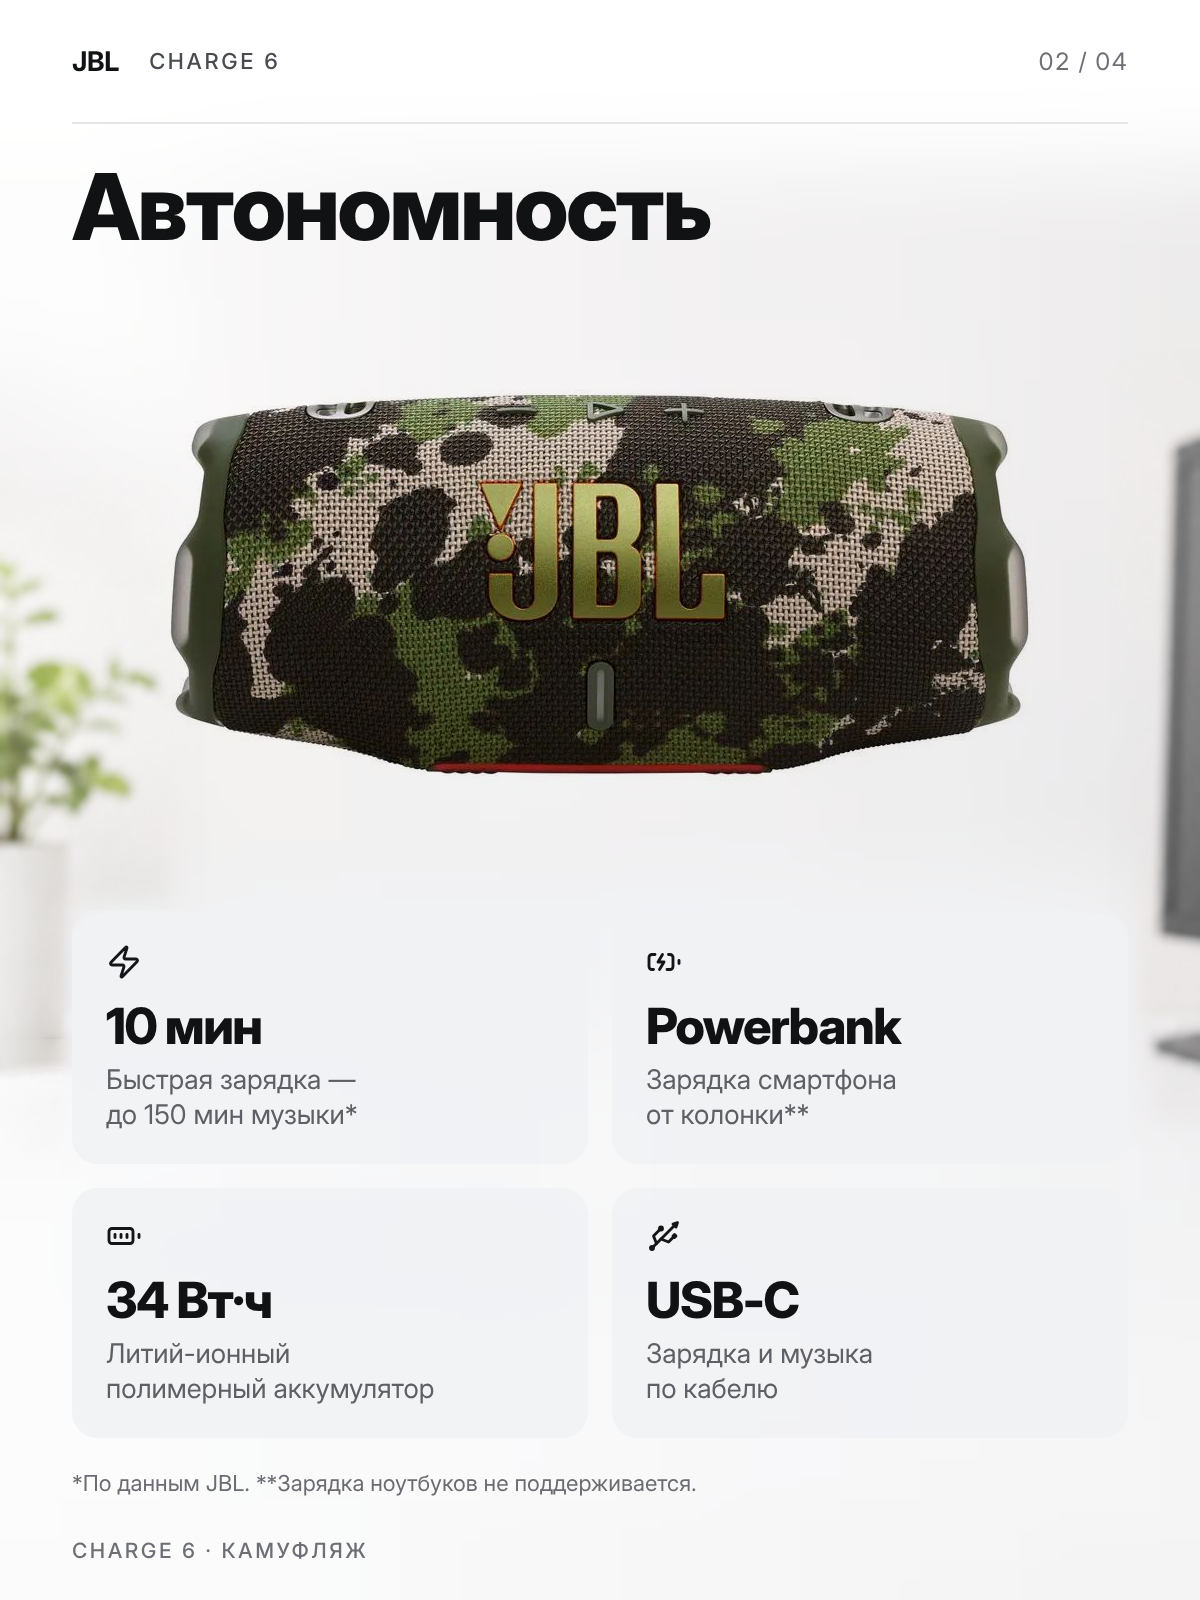 JBL CHARGE 6 02 / 04
Автономность
JBL
10 мин
Быстрая зарядка —
до 150 мин музыки*
Powerbank
Зарядка смартфона
от колонки**
34 Вт·ч
Литий-ионный
полимерный аккумулятор
USB-C
Зарядка и музыка
по кабелю
*По данным JBL. **Зарядка ноутбуков не поддерживается.
CHARGE 6 · КАМУФЛЯЖ